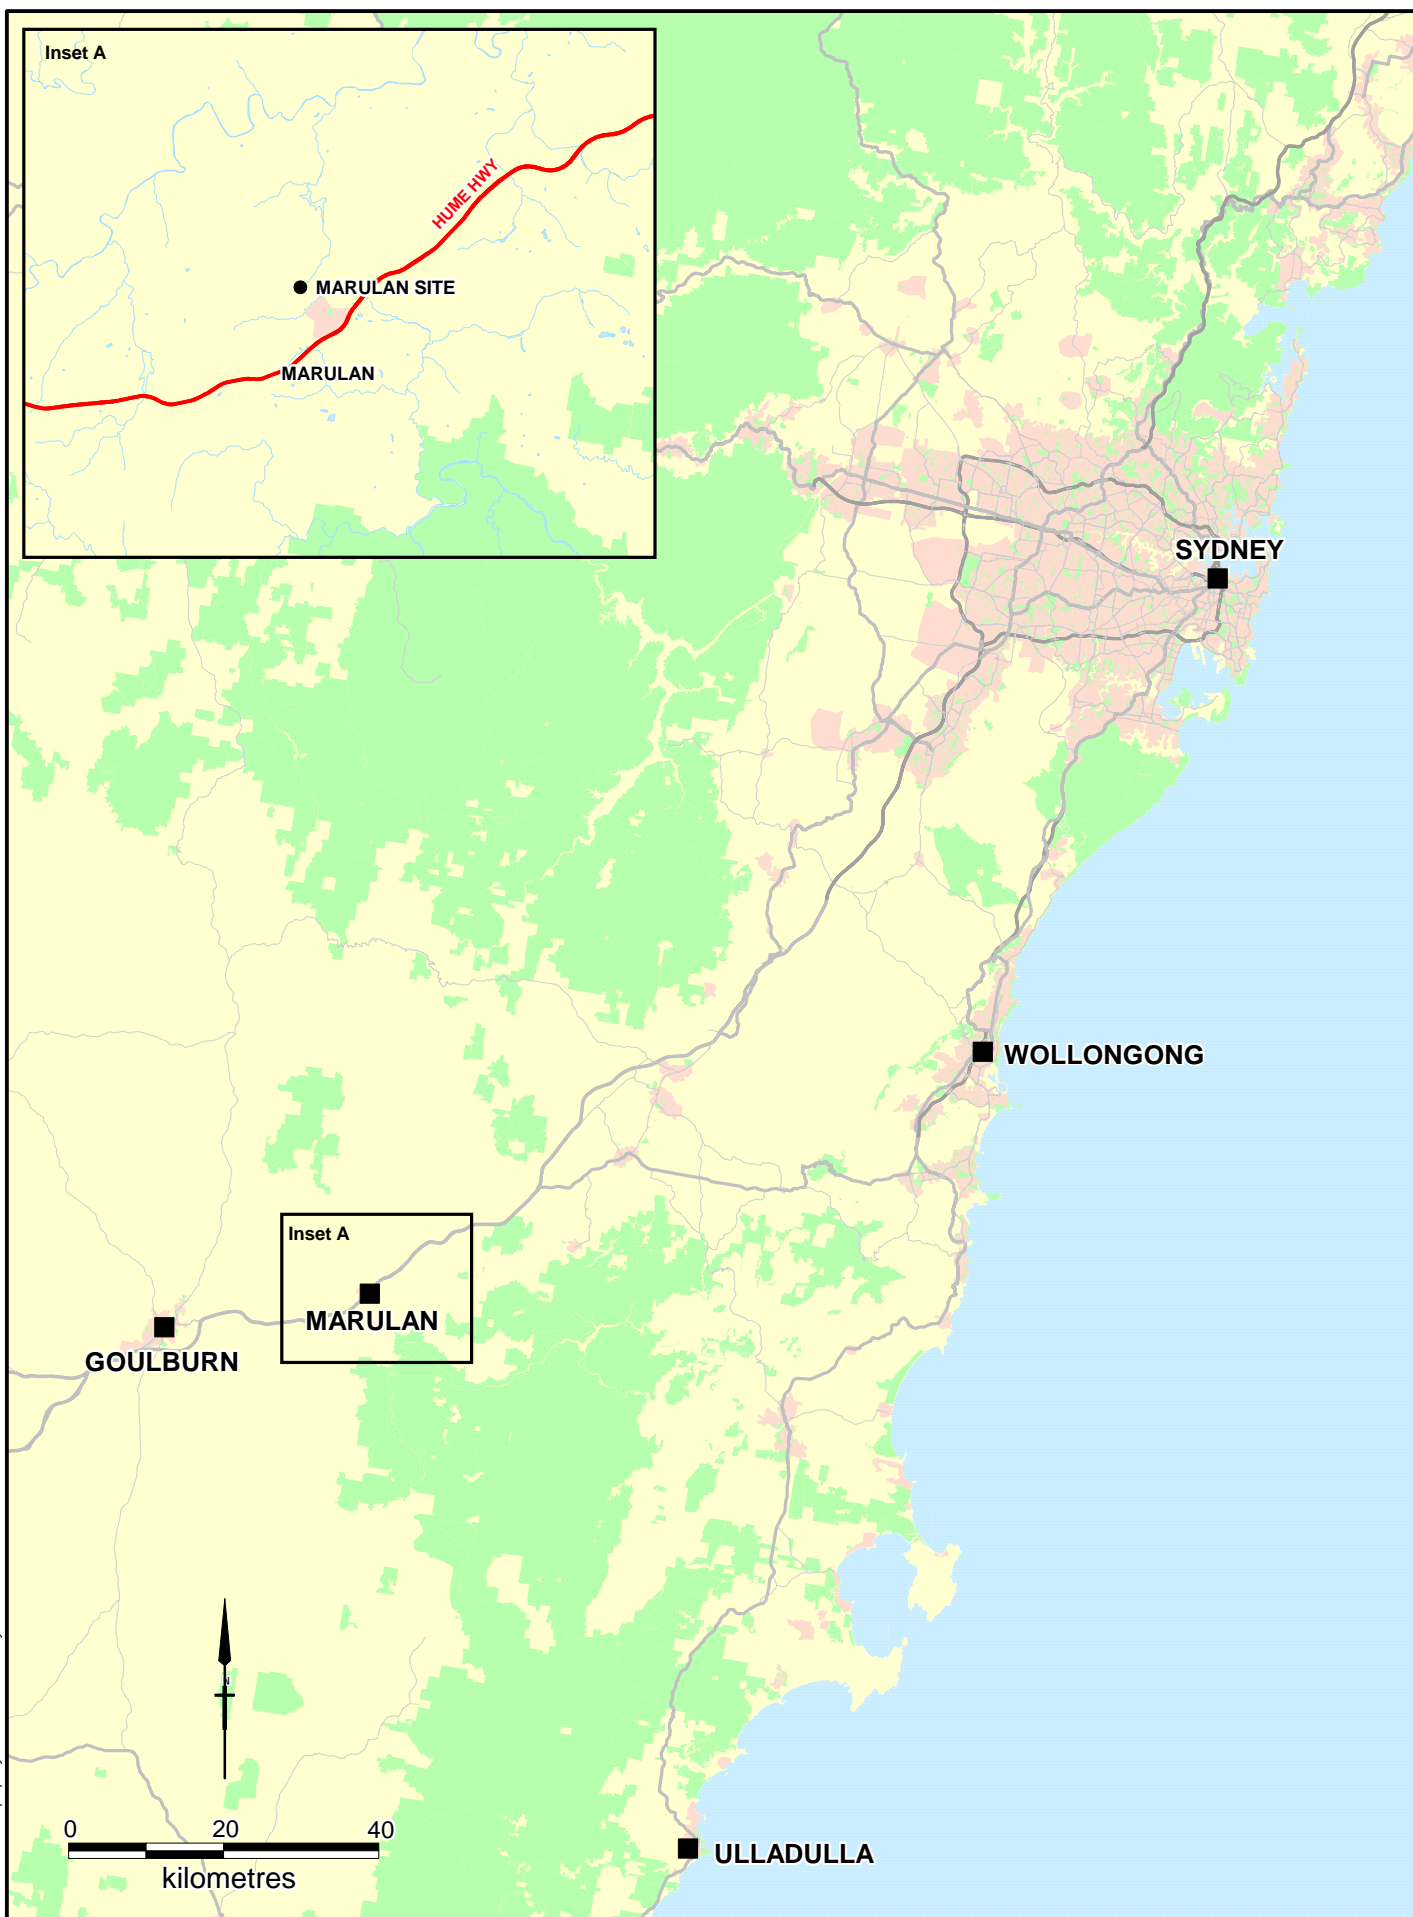 Inset A
HUME HWY
MARULAN SITE
MARULAN
SYDNEY
WOLLONGONG
Inset A
MARULAN
GOULBURN
N
0 20 40
kilometres
ULLADULLA